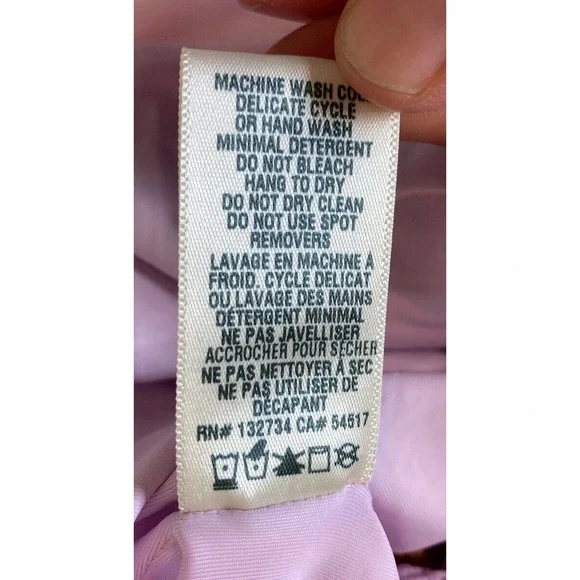 MACHINE WASH
DELICATE CYCLE
OR HAND WASH
MINIMAL DETERGENT
DO NOT BLEACH
HANG TO DRY
DO NOT DRY CLEAN
DO NOT USE SPOT
REMOVERS
LAVAGE EN MACHINE À
FROID. CYCLE DELICAT
OU LAVAGE DES MAINS
DÉTERGENT MINIMAL
NE PAS JAVELLISER
ACCROCHER POUR SÉCHER
NE PAS NETTOYER À SEC
NE PAS UTILISER DE
DÉCAPANT
RN# 132734 CA# 54517